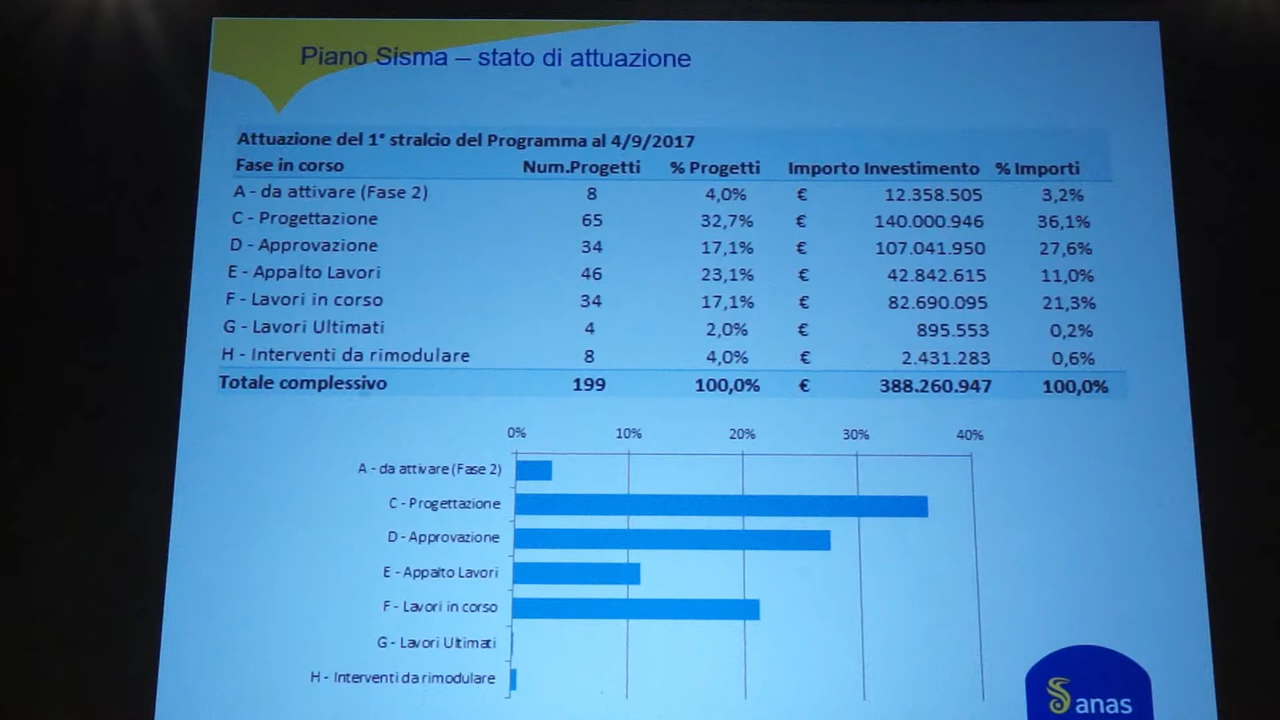 Piano Sisma – stato di attuazione
Attuazione del 1° stralcio del Programma al 4/9/2017
Fase in corso Num.Progetti % Progetti Importo Investimento % Importi
A - da attivare (Fase 2) 8 4,0% € 12.358.505 3,2%
C - Progettazione 65 32,7% € 140.000.946 36,1%
D - Approvazione 34 17,1% € 107.041.950 27,6%
E - Appalto Lavori 46 23,1% € 42.842.615 11,0%
F - Lavori in corso 34 17,1% € 82.690.095 21,3%
G - Lavori Ultimati 4 2,0% € 895.553 0,2%
H - Interventi da rimodulare 8 4,0% € 2.431.283 0,6%
Totale complessivo 199 100,0% € 388.260.947 100,0%
0% 10% 20% 30% 40%
A - da attivare (Fase 2)
C - Progettazione
D - Approvazione
E - Appalto Lavori
F - Lavori in corso
G - Lavori Ultimati
H - Interventi da rimodulare
anas